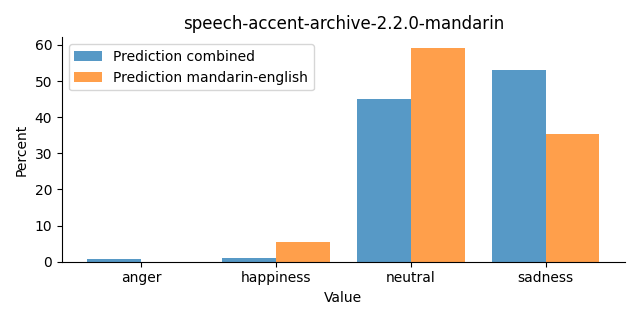 speech-accent-archive-2.2.0-mandarin
Prediction combined
Prediction mandarin-english
Percent
60
50
40
30
20
10
0
anger happiness neutral sadness
Value